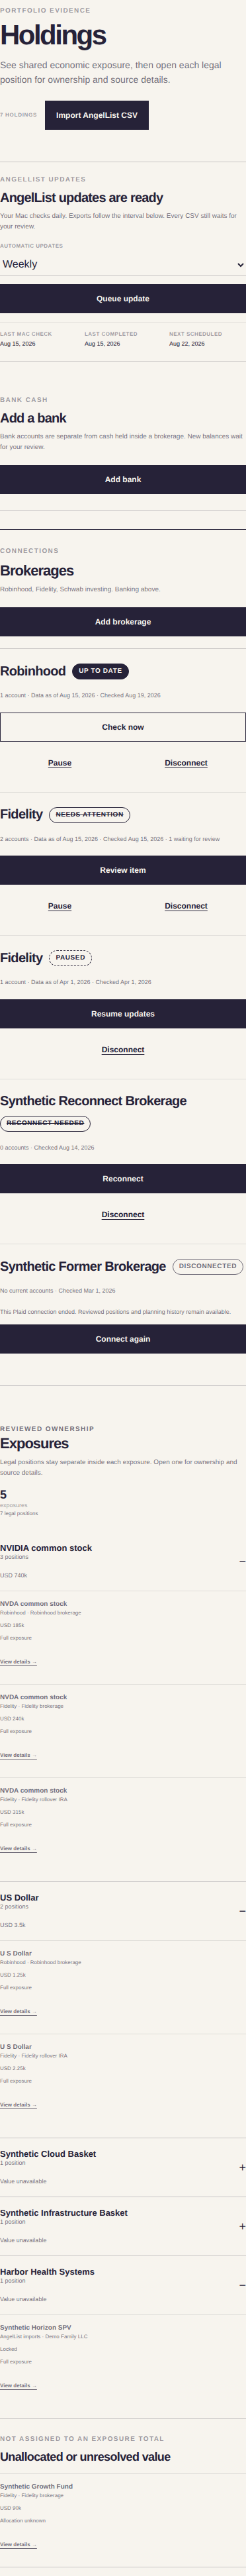 PORTFOLIO EVIDENCE
Holdings
See shared economic exposure, then open each legal
position for ownership and source details.
7 HOLDINGS
Import AngelList CSV
ANGELLIST UPDATES
AngelList updates are ready
Your Mac checks daily. Exports follow the interval below. Every CSV still waits for
your review.
AUTOMATIC UPDATES
Weekly
Queue update
LAST MAC CHECK LAST COMPLETED NEXT SCHEDULED
Aug 15, 2026 Aug 15, 2026 Aug 22, 2026
BANK CASH
Add a bank
Bank accounts are separate from cash held inside a brokerage. New balances wait
for your review.
Add bank
CONNECTIONS
Brokerages
Robinhood, Fidelity, Schwab investing. Banking above.
Add brokerage
Robinhood UP TO DATE
1 account · Data as of Aug 15, 2026 · Checked Aug 19, 2026
Check now
Pause Disconnect
Fidelity NEEDS ATTENTION
2 accounts · Data as of Aug 15, 2026 · Checked Aug 15, 2026 · 1 waiting for review
Review item
Pause Disconnect
Fidelity PAUSED
1 account · Data as of Apr 1, 2026 · Checked Apr 1, 2026
Resume updates
Disconnect
Synthetic Reconnect Brokerage
RECONNECT NEEDED
0 accounts · Checked Aug 14, 2026
Reconnect
Disconnect
Synthetic Former Brokerage DISCONNECTED
No current accounts · Checked Mar 1, 2026
This Plaid connection ended. Reviewed positions and planning history remain available.
Connect again
REVIEWED OWNERSHIP
Exposures
Legal positions stay separate inside each exposure. Open one for ownership and
source details.
5
exposures
7 legal positions
NVIDIA common stock
3 positions
−
USD 740k
NVDA common stock
Robinhood · Robinhood brokerage
USD 185k
Full exposure
View details →
NVDA common stock
Fidelity · Fidelity brokerage
USD 240k
Full exposure
View details →
NVDA common stock
Fidelity · Fidelity rollover IRA
USD 315k
Full exposure
View details →
US Dollar
2 positions
−
USD 3.5k
U S Dollar
Robinhood · Robinhood brokerage
USD 1.25k
Full exposure
View details →
U S Dollar
Fidelity · Fidelity rollover IRA
USD 2.25k
Full exposure
View details →
Synthetic Cloud Basket
1 position
+
Value unavailable
Synthetic Infrastructure Basket
1 position
+
Value unavailable
Harbor Health Systems
1 position
−
Value unavailable
Synthetic Horizon SPV
AngelList imports · Demo Family LLC
Locked
Full exposure
View details →
NOT ASSIGNED TO AN EXPOSURE TOTAL
Unallocated or unresolved value
Synthetic Growth Fund
Fidelity · Fidelity brokerage
USD 90k
Allocation unknown
View details →